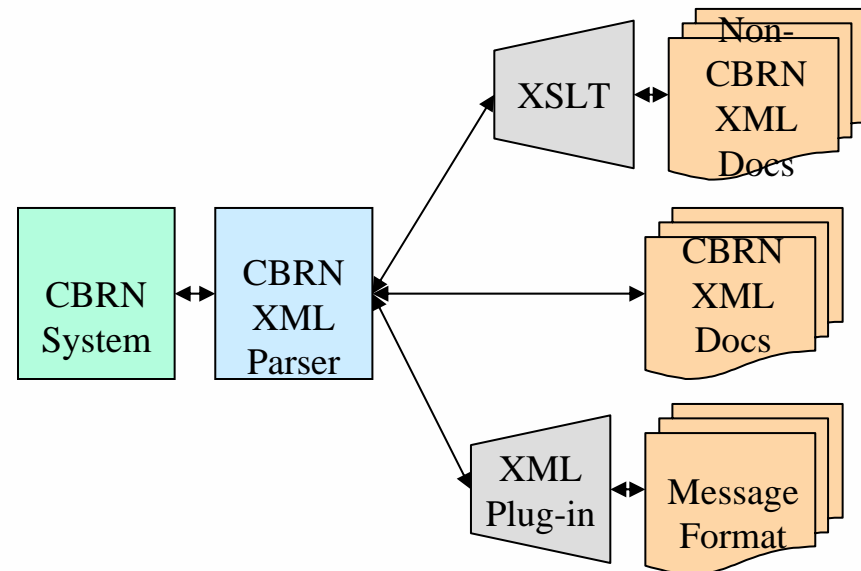 XSLT
Non-
CBRN
XML
Docs
CBRN
System
CBRN
XML
Parser
CBRN
XML
Docs
XML
Plug-in
Message
Format